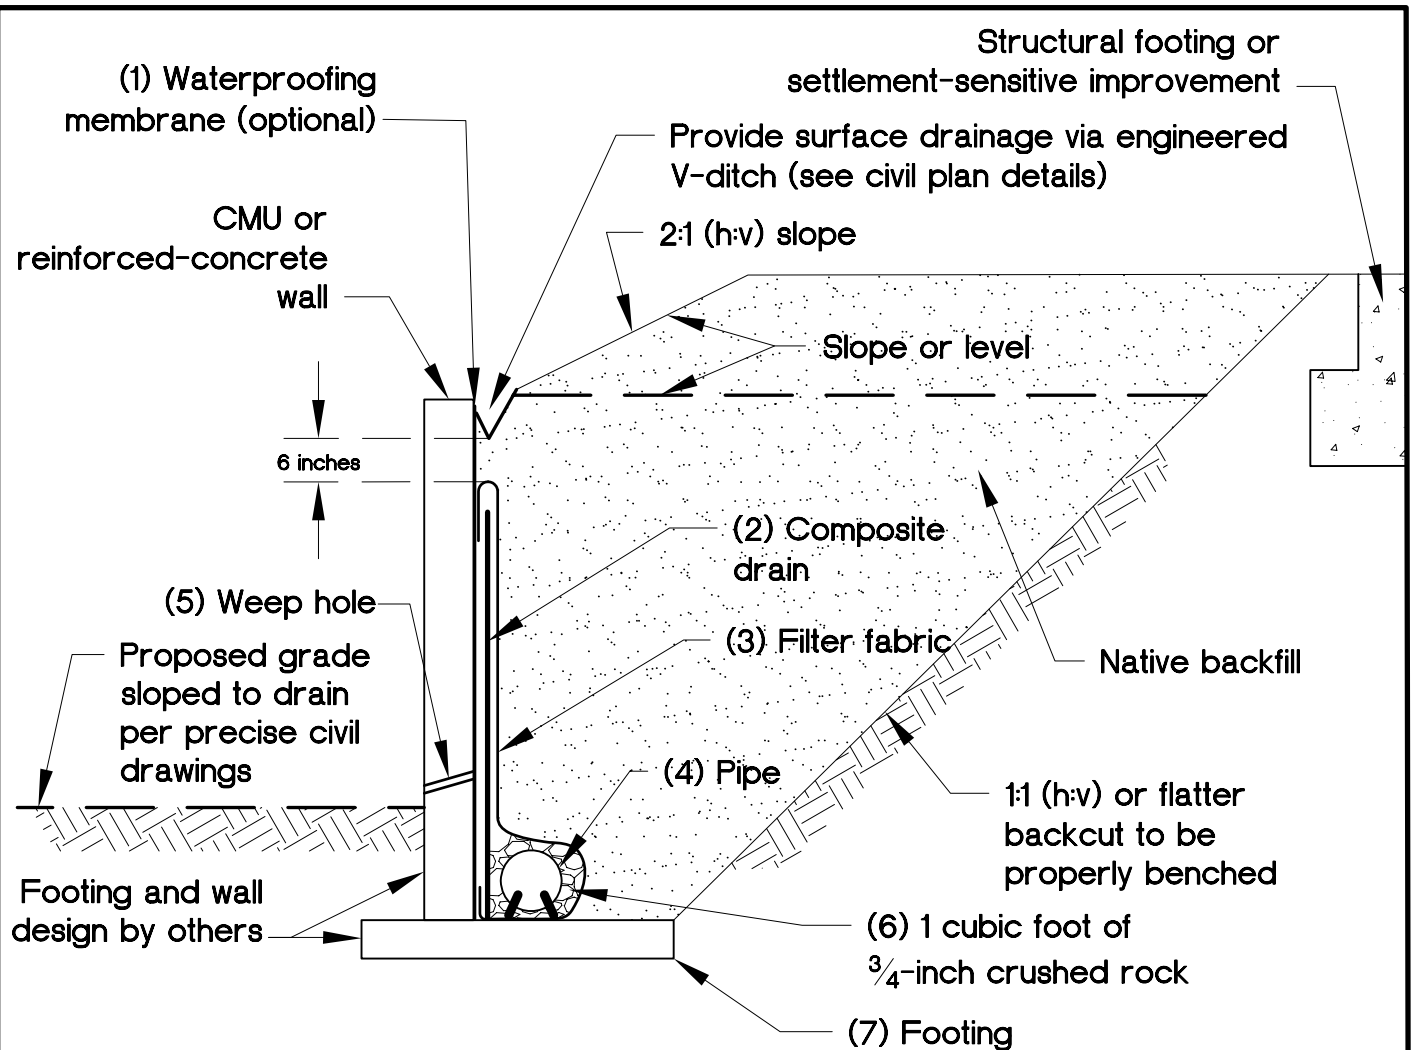 Structural footing or
settlement-sensitive improvement
(1) Waterproofing
membrane (optional)
Provide surface drainage via engineered
V-ditch (see civil plan details)
CMU or
reinforced-concrete
wall
2:1 (h:v) slope
Slope or level
6 inches
(2) Composite
drain
(5) Weep hole
(3) Filter fabric
Proposed grade
sloped to drain
per precise civil
drawings
Native backfill
(4) Pipe
1:1 (h:v) or flatter
backcut to be
properly benched
Footing and wall
design by others
(6) 1 cubic foot of
3/4-inch crushed rock
(7) Footing